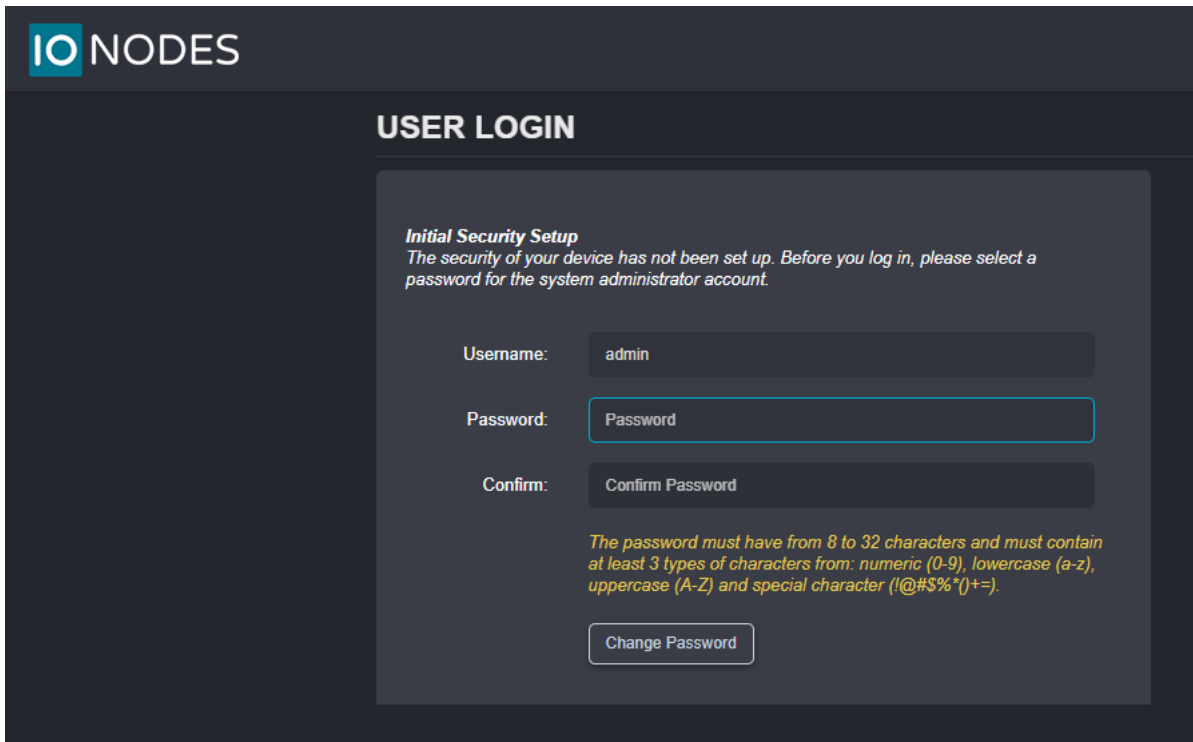 IO NODES
USER LOGIN
Initial Security Setup
The security of your device has not been set up. Before you log in, please select a
password for the system administrator account.
Username: admin
Password: Password
Confirm: Confirm Password
The password must have from 8 to 32 characters and must contain
at least 3 types of characters from: numeric (0-9), lowercase (a-z),
uppercase (A-Z) and special character (!@#$%*()+=).
Change Password